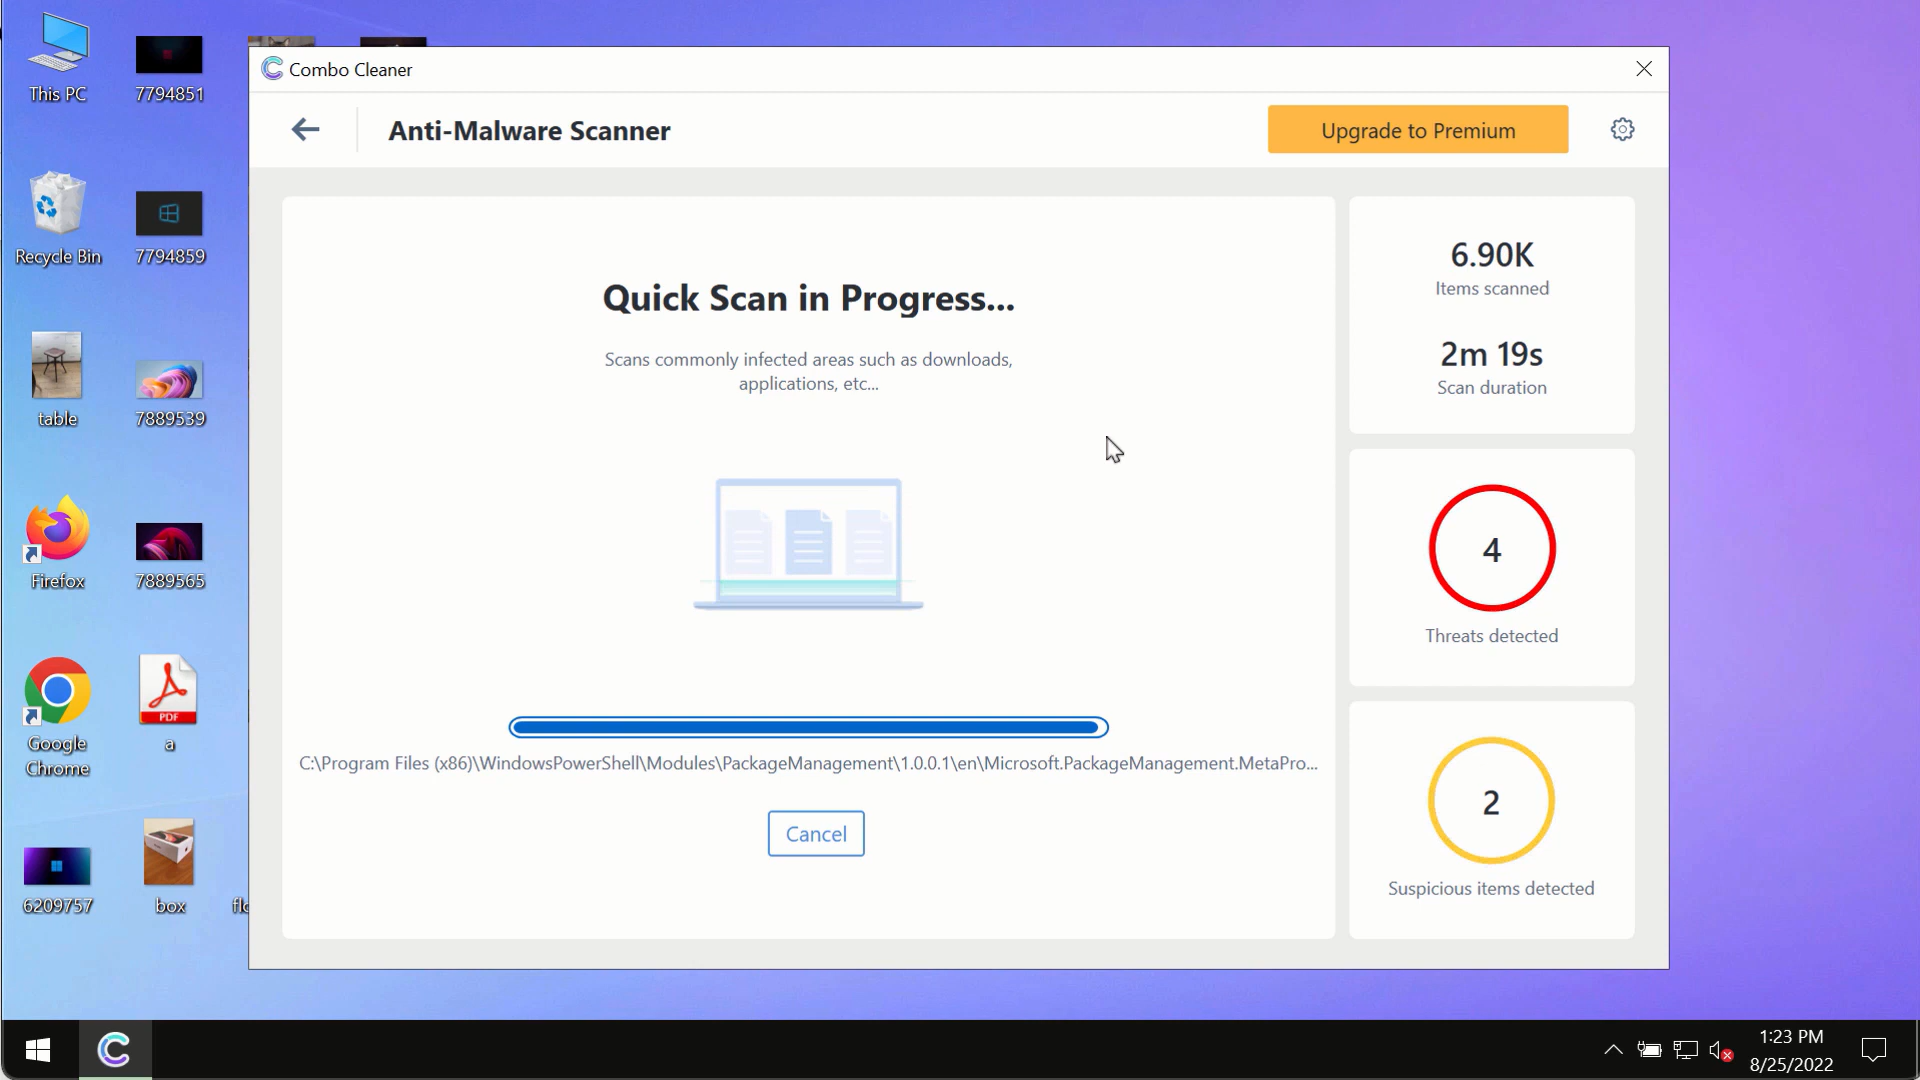 This PC
7794851
Recycle Bin
7794859
table
7889539
Firefox
7889565
Google
Chrome
PDF
a
6209757
box
Combo Cleaner
Anti-Malware Scanner
Upgrade to Premium
Quick Scan in Progress...
Scans commonly infected areas such as downloads,
applications, etc...
C:\Program Files (x86)\WindowsPowerShell\Modules\PackageManagement\1.0.0.1\en\Microsoft.PackageManagement.MetaPro...
Cancel
6.90K
Items scanned
2m 19s
Scan duration
4
Threats detected
2
Suspicious items detected
1:23 PM
8/25/2022